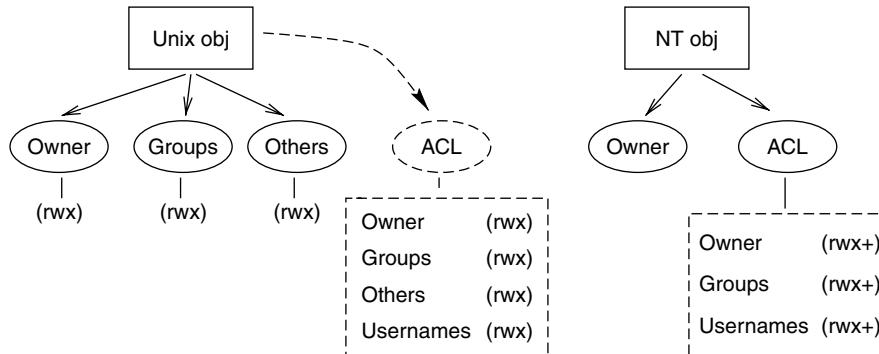 Unix obj
NT obj
Owner
Groups
Others
ACL
Owner
ACL
(rwx)
(rwx)
(rwx)
Owner (rwx)
Groups (rwx)
Others (rwx)
Usernames (rwx)
Owner (rwx+)
Groups (rwx+)
Usernames (rwx+)